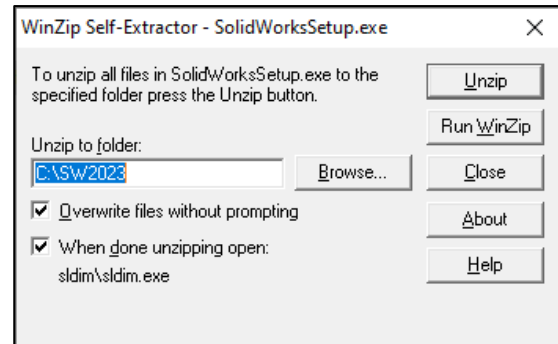 WinZip Self-Extractor - SolidWorksSetup.exe
To unzip all files in SolidWorksSetup.exe to the
specified folder press the Unzip button.
Unzip to folder:
C:\SW2023
Browse...
Overwrite files without prompting
When done unzipping open:
sldim\sldim.exe
Unzip
Run WinZip
Close
About
Help